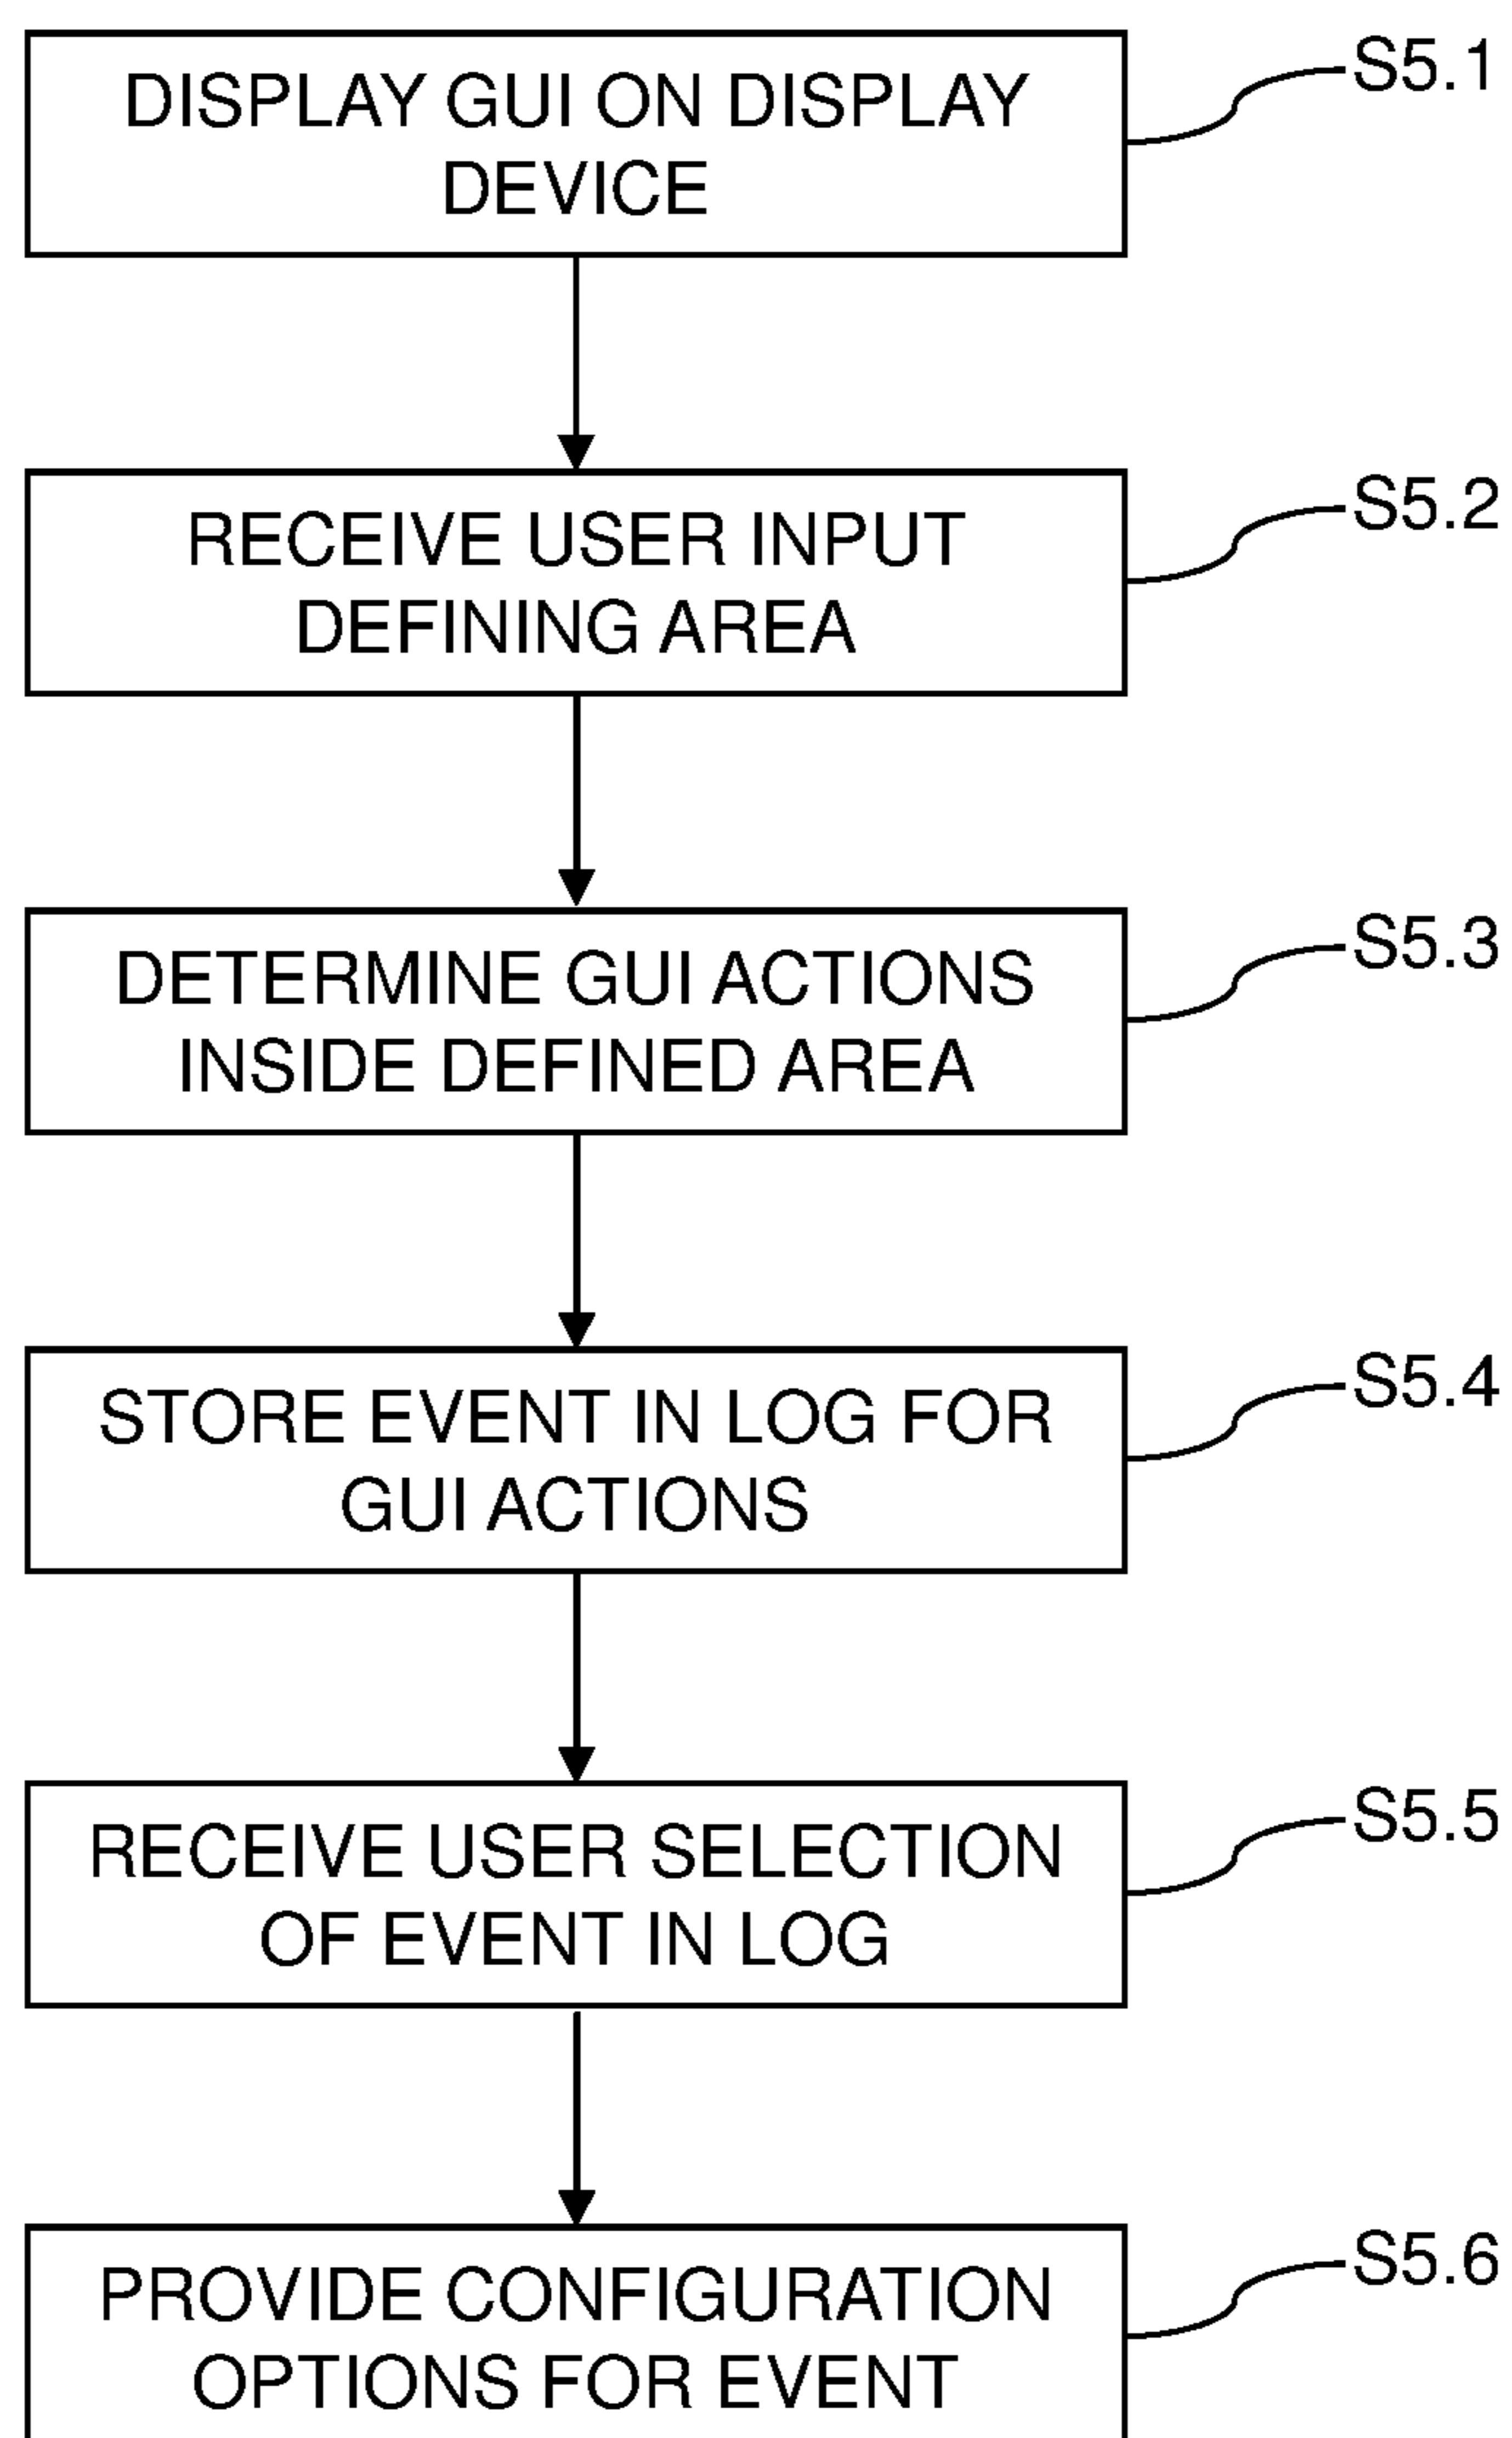 DISPLAY GUI ON DISPLAY
DEVICE
S5.1
RECEIVE USER INPUT
DEFINING AREA
S5.2
DETERMINE GUI ACTIONS
INSIDE DEFINED AREA
S5.3
STORE EVENT IN LOG FOR
GUI ACTIONS
S5.4
RECEIVE USER SELECTION
OF EVENT IN LOG
S5.5
PROVIDE CONFIGURATION
OPTIONS FOR EVENT
S5.6